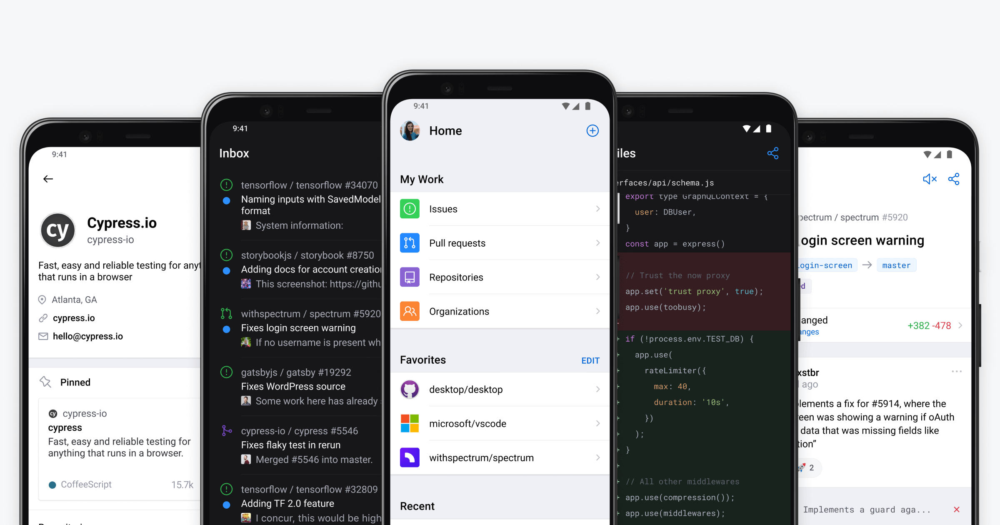 9:41
Cypress.io
cypress-io
Fast, easy and reliable testing for
that runs in a browser
Atlanta, GA
cypress.io
hello@cypress.io
Pinned
cy cypress-io
cypress
Fast, easy and reliable testing for
anything that runs in a browser.
CoffeeScript 15.7k
9:41
Inbox
tensorflow / tensorflow #34070
Naming inputs with SavedModel
format
System information:
storybookjs / storybook #8750
Adding docs for account
This screenshot: https://
withspectrum / spectrum #5920
Fixes login screen warning
If no username is present
gatsbyjs / gatsby #19292
Fixes WordPress source
Some work here has already
cypress-io / cypress #5546
Fixes flaky test in rerun
Merged #5546 into master.
tensorflow / tensorflow #32809
Adding TF 2.0 feature
I concur, this would be high
9:41
Home
My Work
Issues
Pull requests
Repositories
Organizations
Favorites EDIT
desktop/desktop
microsoft/vscode
withspectrum/spectrum
Recent
iles
erfaces/api/schema.js
export type GraphQLContext = {
user: DBUser,
}
const app = express()
// Trust the now proxy
app.set('trust proxy', true);
app.use(toobusy);
+ if (!process.env.TEST_DB) {
+ app.use(
+ rateLimiter({
+ max: 40,
+ duration: '10s',
+ })
+ );
+ }
+
+ // All other middlewares
+ app.use(compression());
+ app.use(middlewares);
pectrum / spectrum #5920
ogin screen warning
login-screen → master
d
anged
anges
+382 -478
xstbr
ago
lements a fix for #5914, where the
een was showing a warning if oAuth
data that was missing fields like
tion”
🚀 2
Implements a guard aga...